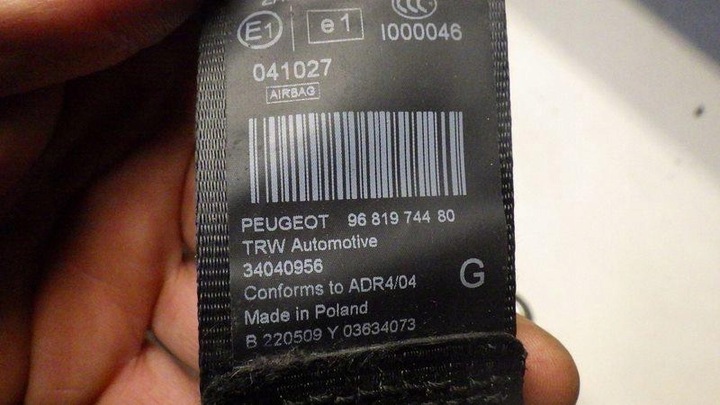 E1 e1 CCC
I000046
041027
AIRBAG
PEUGEOT 96 819 744 80
TRW Automotive
34040956
G
Conforms to ADR4/04
Made in Poland
B 220509 Y 03634073